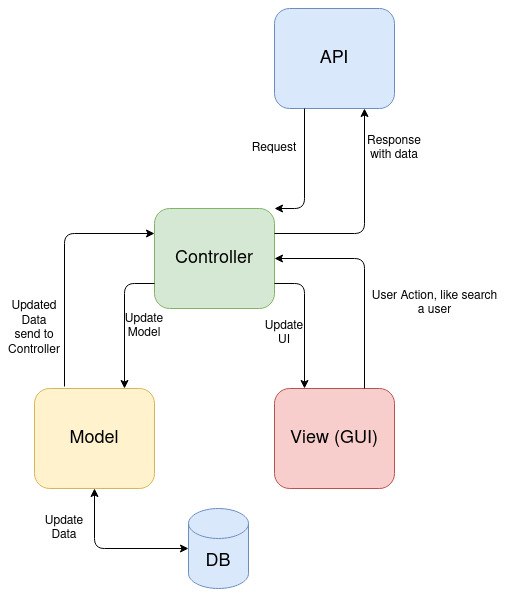 API
Request
Response
with data
Controller
Updated
Data
send to
Controller
Update
Model
Update
UI
User Action, like search
a user
Model
View (GUI)
Update
Data
DB